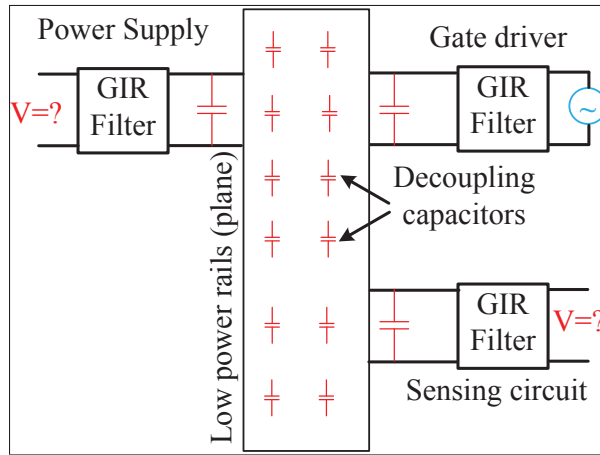 Power Supply
GIR
Filter
V=?
Low power rails (plane)
Gate driver
GIR
Filter
~
Decoupling
capacitors
GIR
Filter
V=?
Sensing circuit